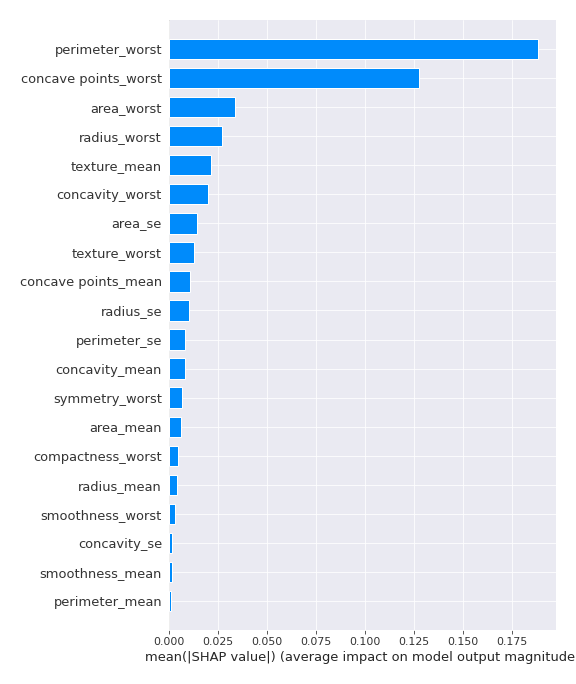 perimeter_worst
concave points_worst
area_worst
radius_worst
texture_mean
concavity_worst
area_se
texture_worst
concave points_mean
radius_se
perimeter_se
concavity_mean
symmetry_worst
area_mean
compactness_worst
radius_mean
smoothness_worst
concavity_se
smoothness_mean
perimeter_mean
0.000 0.025 0.050 0.075 0.100 0.125 0.150 0.175
mean(|SHAP value|) (average impact on model output magnitude